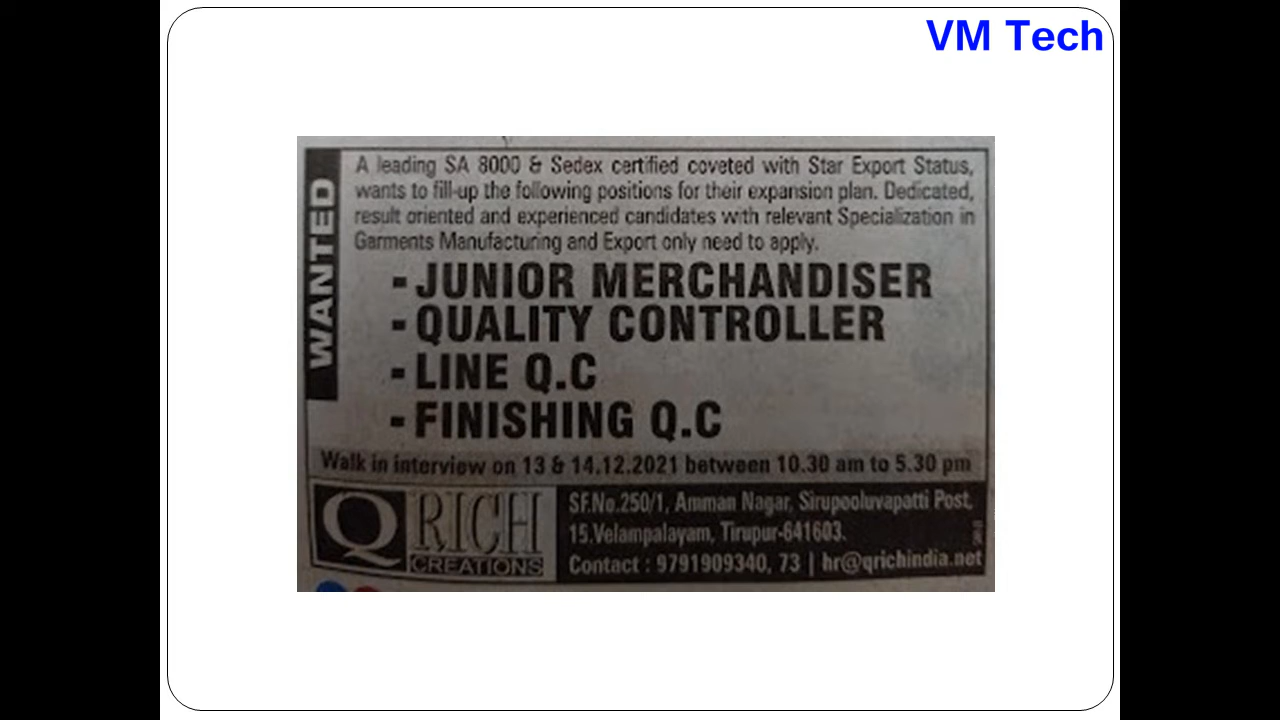 VM Tech
WANTED
A leading SA 8000 & Sedex certified coveted with Star Export Status,
wants to fill-up the following positions for their expansion plan. Dedicated,
result oriented and experienced candidates with relevant Specialization in
Garments Manufacturing and Export only need to apply.
- JUNIOR MERCHANDISER
- QUALITY CONTROLLER
- LINE Q.C
- FINISHING Q.C
Walk in interview on 13 & 14.12.2021 between 10.30 am to 5.30 pm
Q RICH
CREATIONS
SF.No.250/1, Amman Nagar, Sirupooluvapatti Post,
15.Velampalayam, Tirupur-641603.
Contact : 9791909340, 73 | hr@qrichindia.net